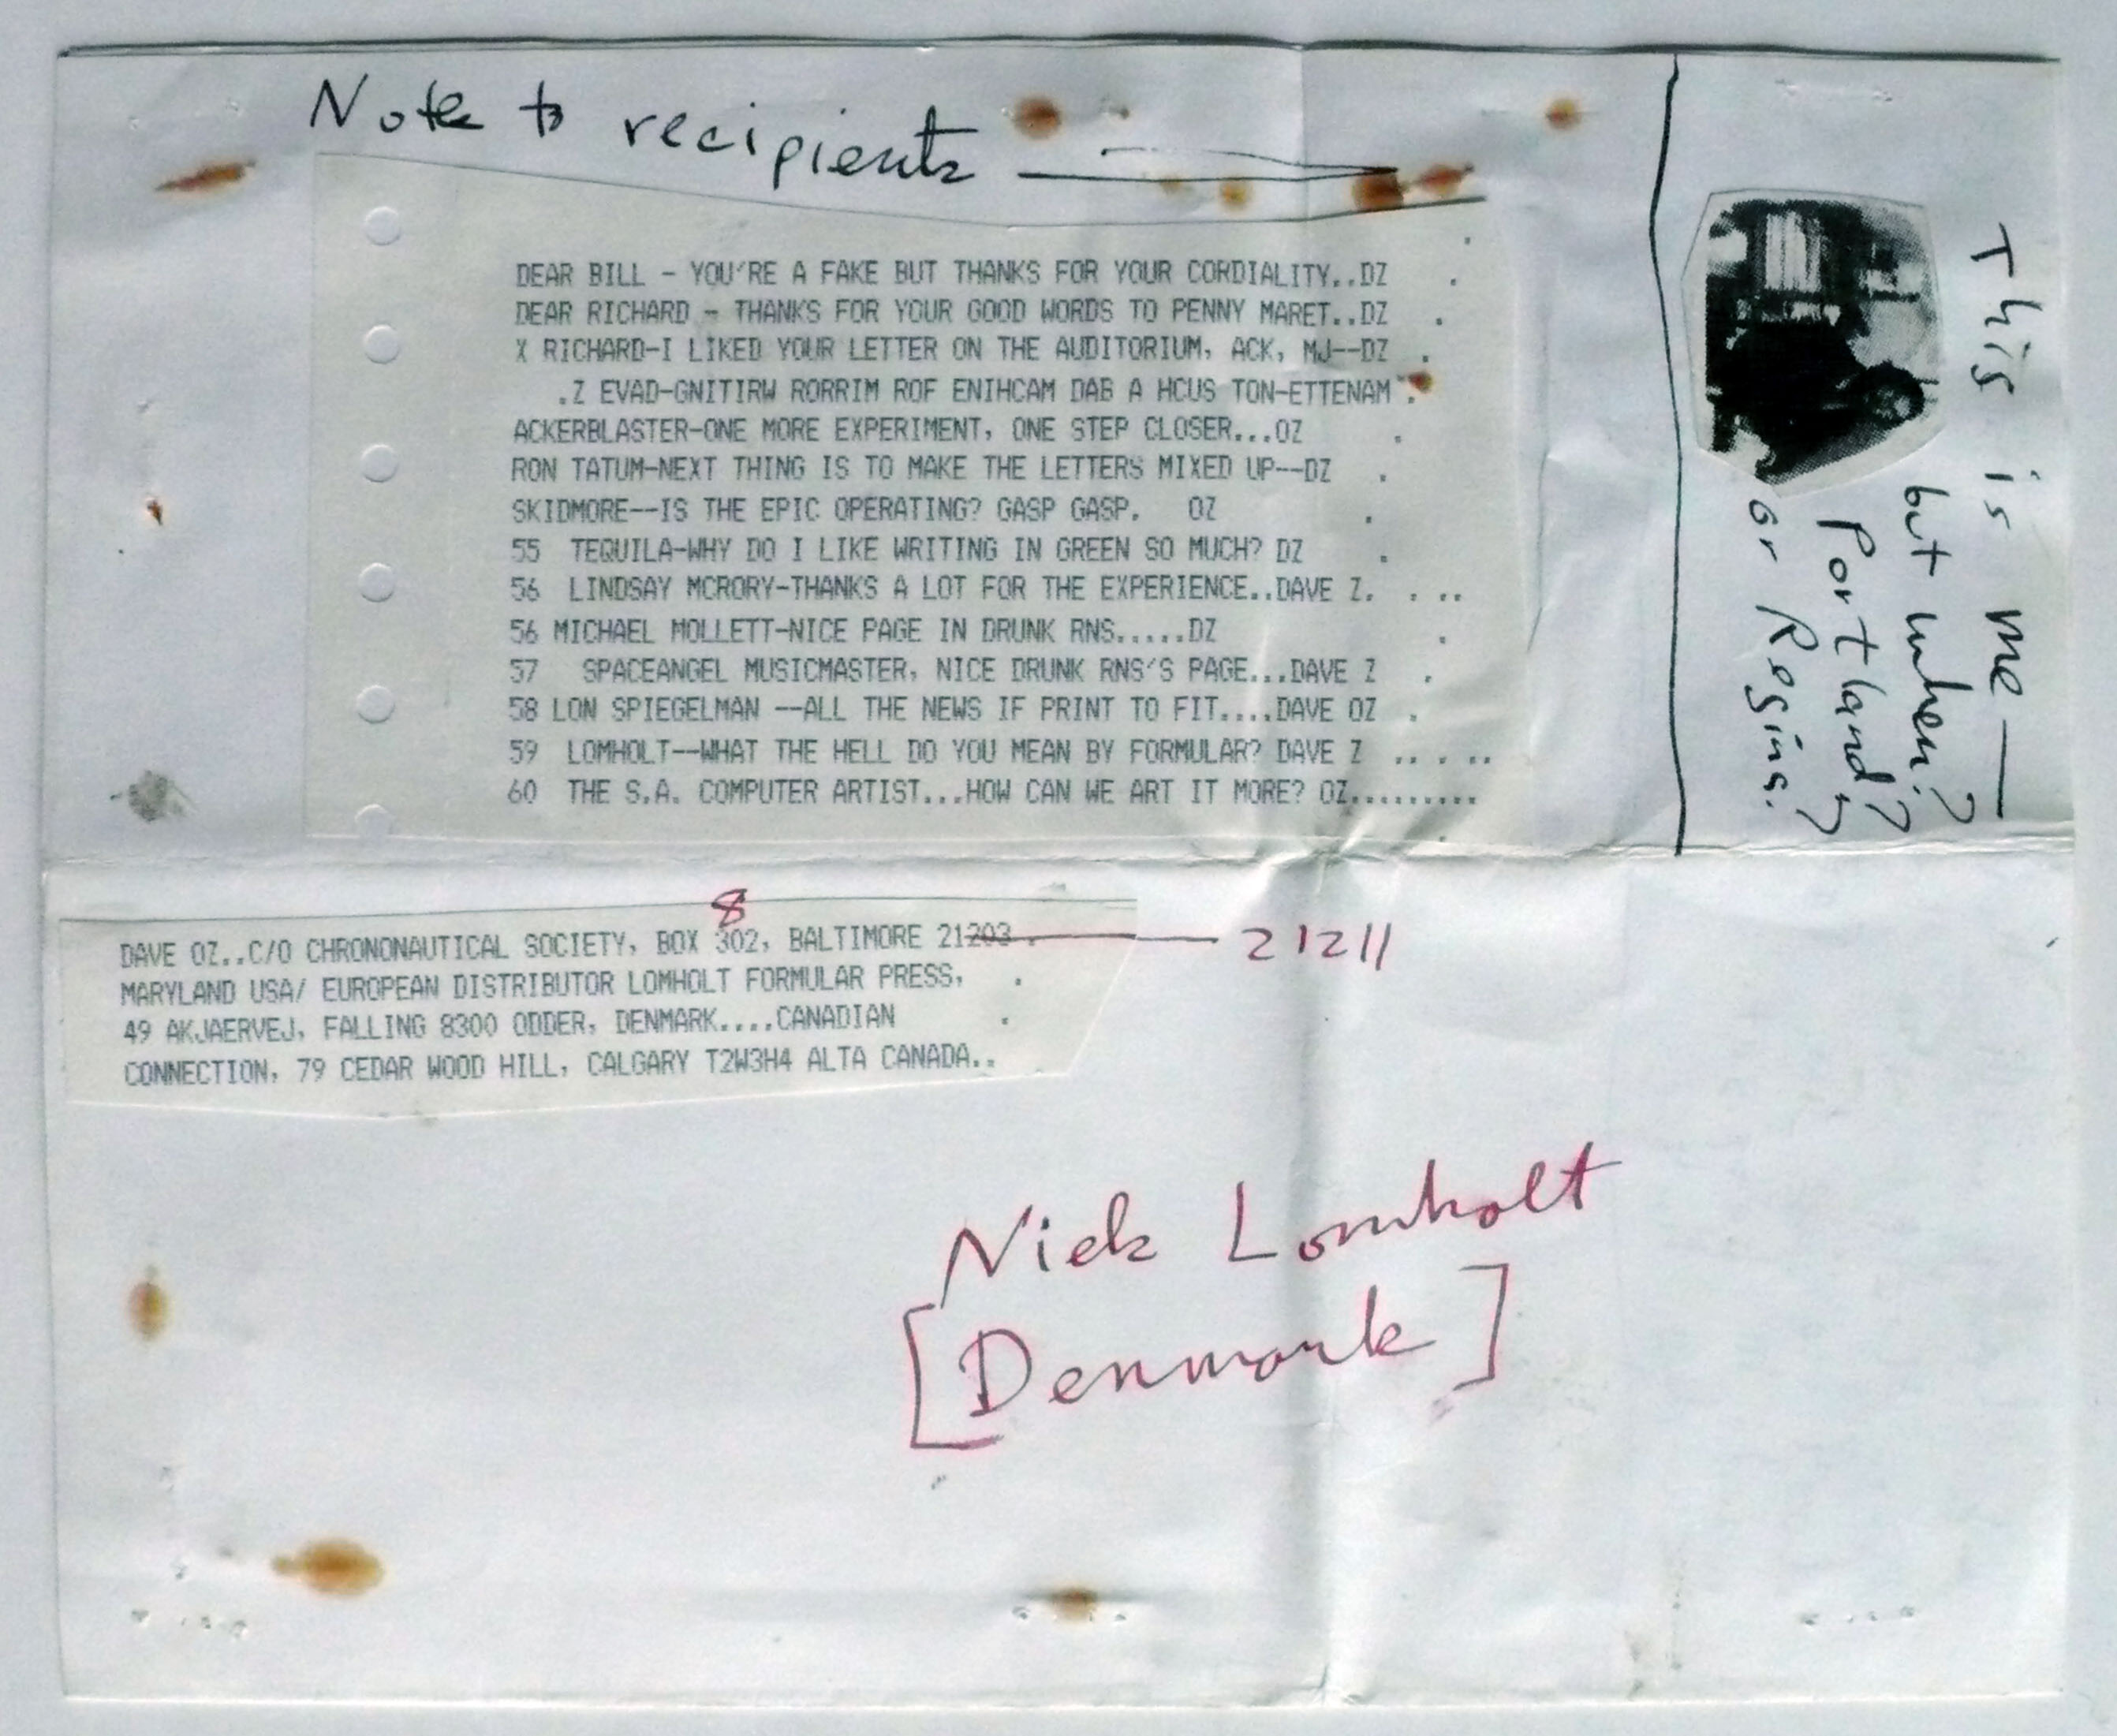 Note to recipients
DEAR BILL - YOU'RE A FAKE BUT THANKS FOR YOUR CORDIALITY..DZ .
DEAR RICHARD - THANKS FOR YOUR GOOD WORDS TO PENNY MARET..DZ .
X RICHARD-I LIKED YOUR LETTER ON THE AUDITORIUM, ACK, MJ--DZ .
.Z EVAD-GNITIRW RORRIM ROF ENIHCAM DAB A HCUS TON-ETTENAM .
ACKERBLASTER-ONE MORE EXPERIMENT, ONE STEP CLOSER...OZ .
RON TATUM-NEXT THING IS TO MAKE THE LETTERS MIXED UP--DZ .
SKIDMORE--IS THE EPIC OPERATING? GASP GASP. OZ .
55 TEQUILA-WHY DO I LIKE WRITING IN GREEN SO MUCH? DZ .
56 LINDSAY MCRORY-THANKS A LOT FOR THE EXPERIENCE..DAVE Z. . ..
56 MICHAEL MOLLETT-NICE PAGE IN DRUNK RNS.....DZ .
57 SPACEANGEL MUSICMASTER, NICE DRUNK RNS'S PAGE...DAVE Z .
58 LON SPIEGELMAN --ALL THE NEWS IF PRINT TO FIT....DAVE OZ .
59 LOMHOLT--WHAT THE HELL DO YOU MEAN BY FORMULAR? DAVE Z .. . ..
60 THE S.A. COMPUTER ARTIST...HOW CAN WE ART IT MORE? OZ.........
This is me—
but when?
Portland?
or Regina?
8
DAVE OZ..C/O CHRONONAUTICAL SOCIETY, BOX 302, BALTIMORE 21203 . 21211
MARYLAND USA/ EUROPEAN DISTRIBUTOR LOMHOLT FORMULAR PRESS, .
49 AKJAERVEJ, FALLING 8300 ODDER, DENMARK....CANADIAN .
CONNECTION, 79 CEDAR WOOD HILL, CALGARY T2W3H4 ALTA CANADA..
Niels Lomholt
[Denmark]